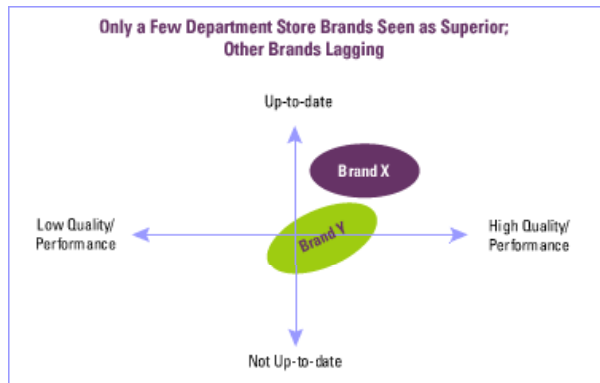 Only a Few Department Store Brands Seen as Superior;
Other Brands Lagging
Up-to-date
Brand X
Low Quality/
Performance
Brand Y
High Quality/
Performance
Not Up-to-date